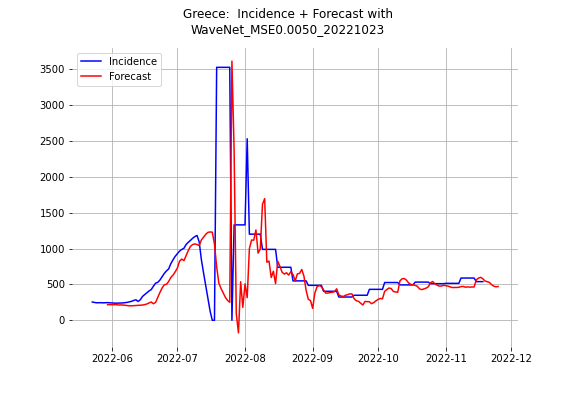 Greece:  Incidence + Forecast with
WaveNet_MSE0.0050_20221023
Incidence
Forecast
3500
3000
2500
2000
1500
1000
500
0
2022-06 2022-07 2022-08 2022-09 2022-10 2022-11 2022-12